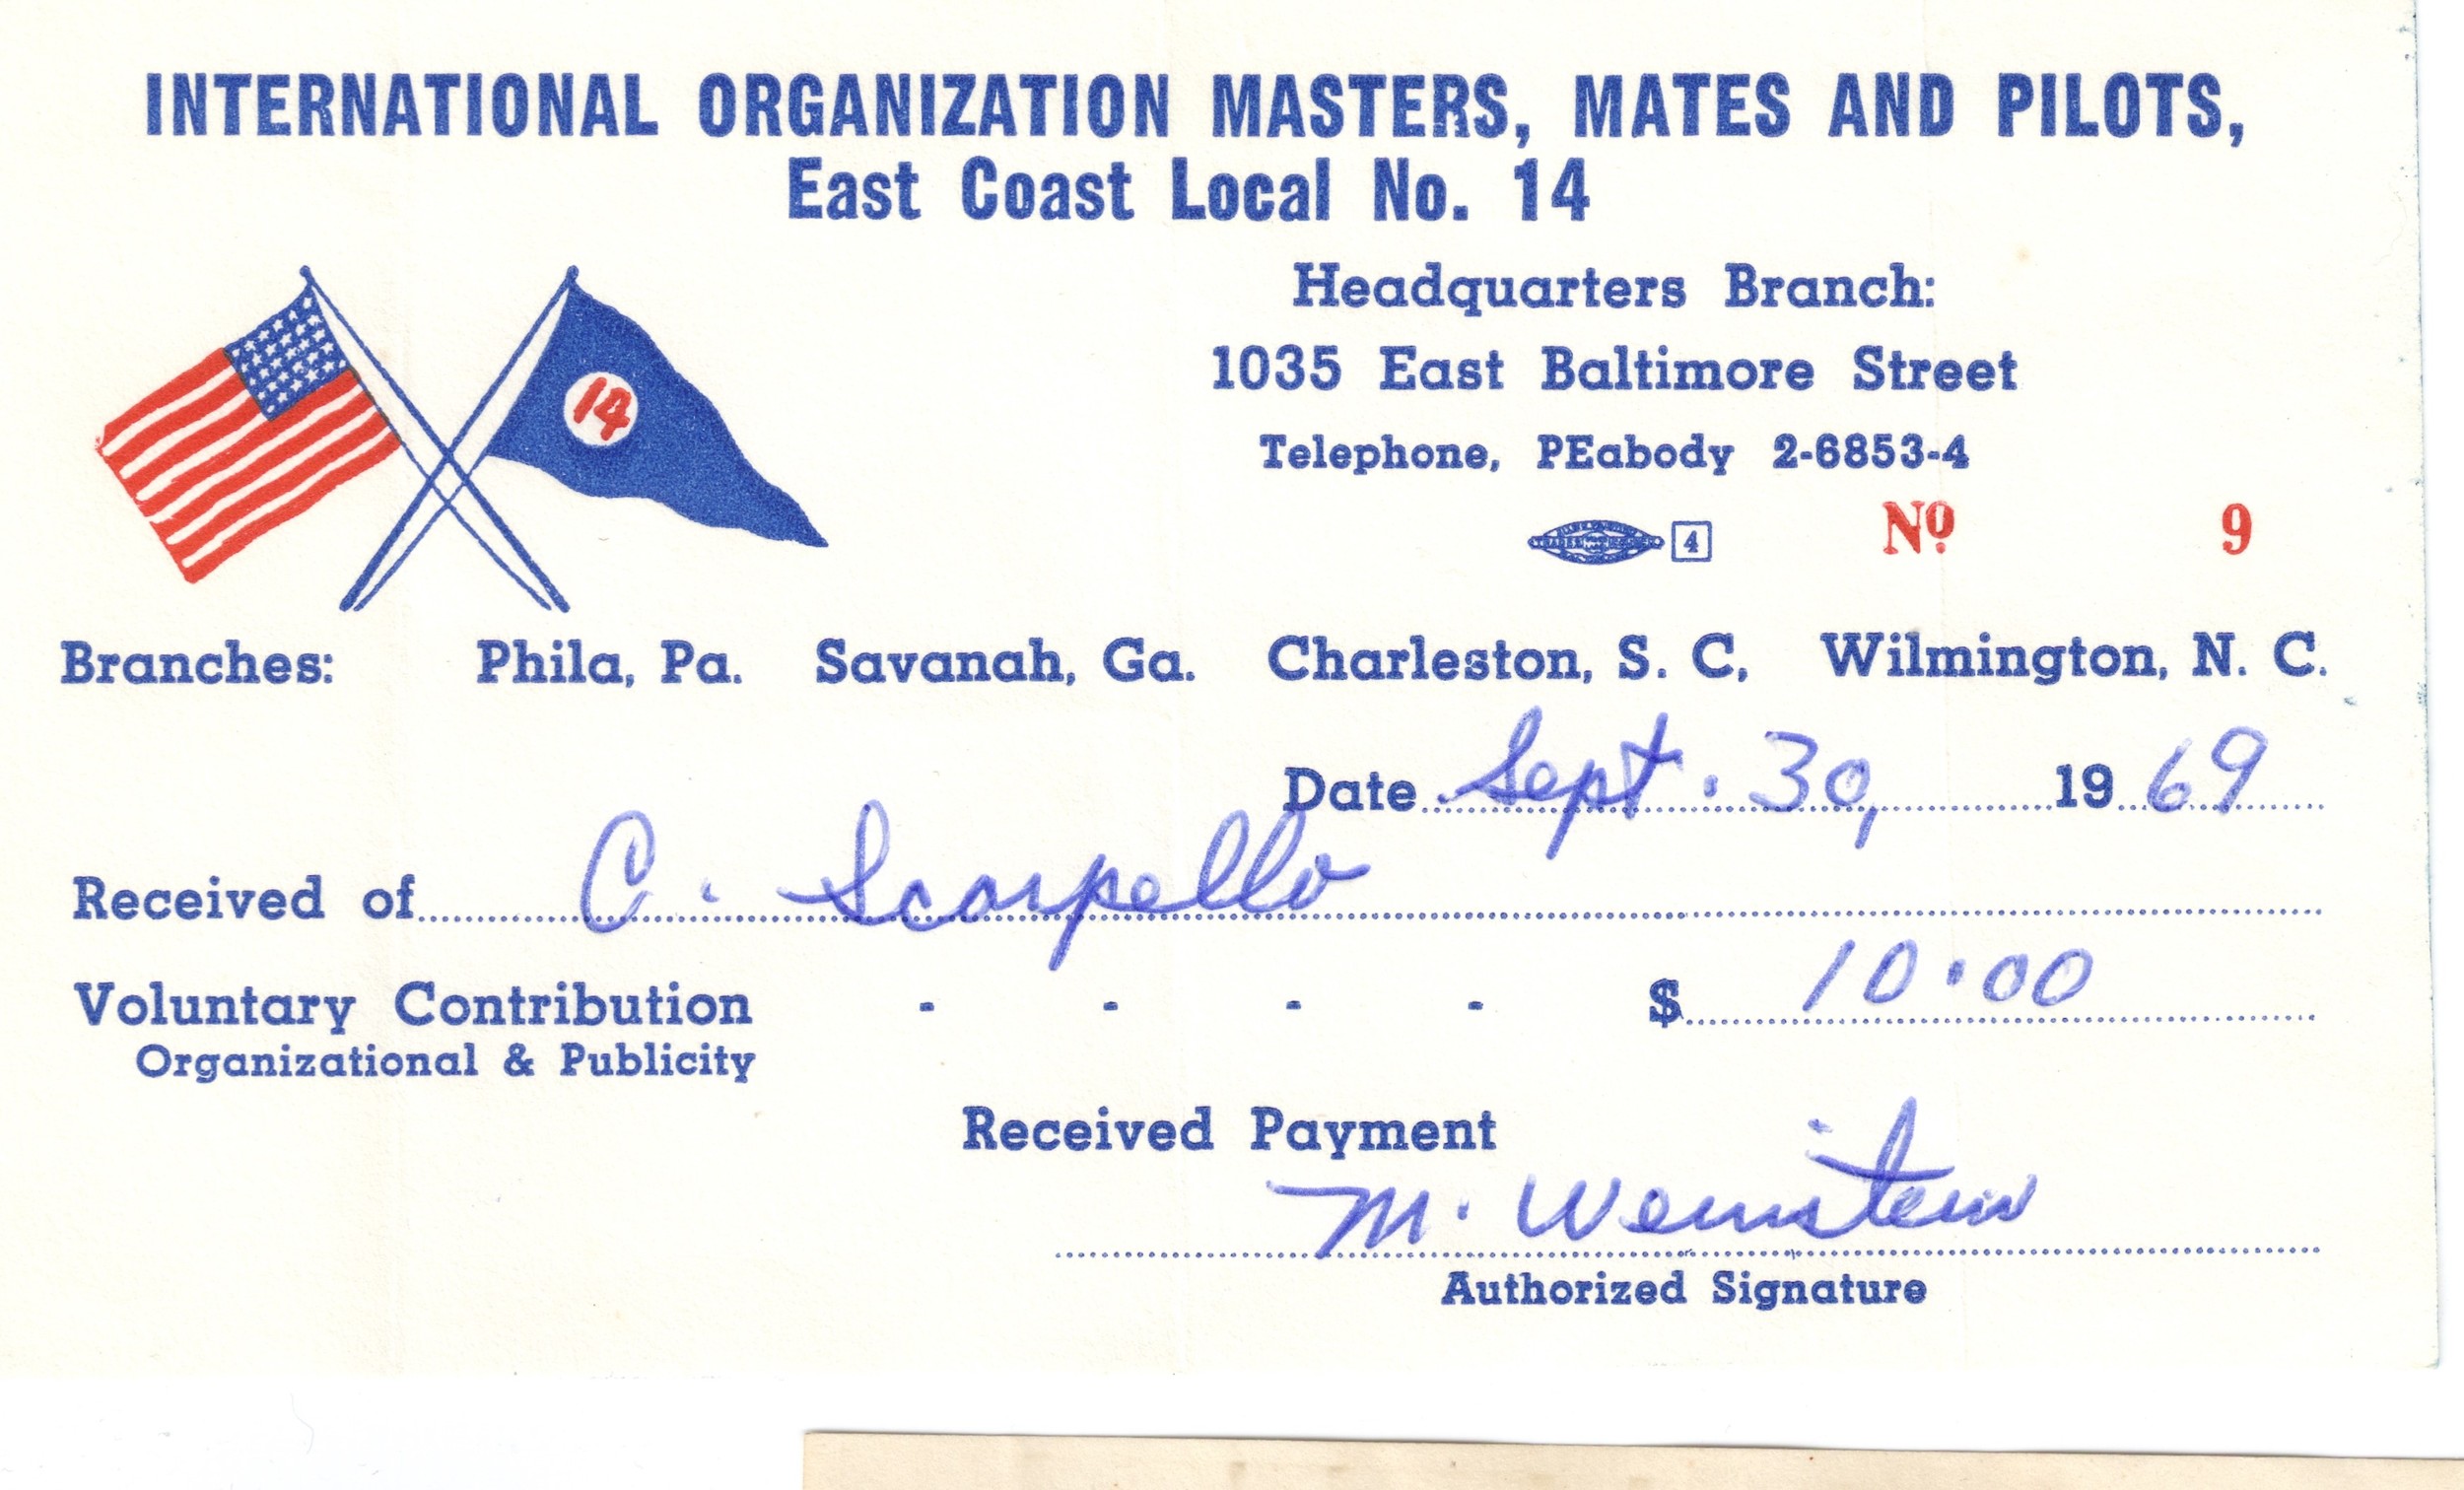 INTERNATIONAL ORGANIZATION MASTERS, MATES AND PILOTS,
East Coast Local No. 14
14
Headquarters Branch:
1035 East Baltimore Street
Telephone, PEabody 2-6853-4
4
No 9
Branches: Phila, Pa. Savanah, Ga. Charleston, S. C, Wilmington, N. C.
Date Sept. 30, 19 69
Received of C. Scarpello
Voluntary Contribution - - - - $ 10.00
Organizational & Publicity
Received Payment
M. Weinstein
Authorized Signature